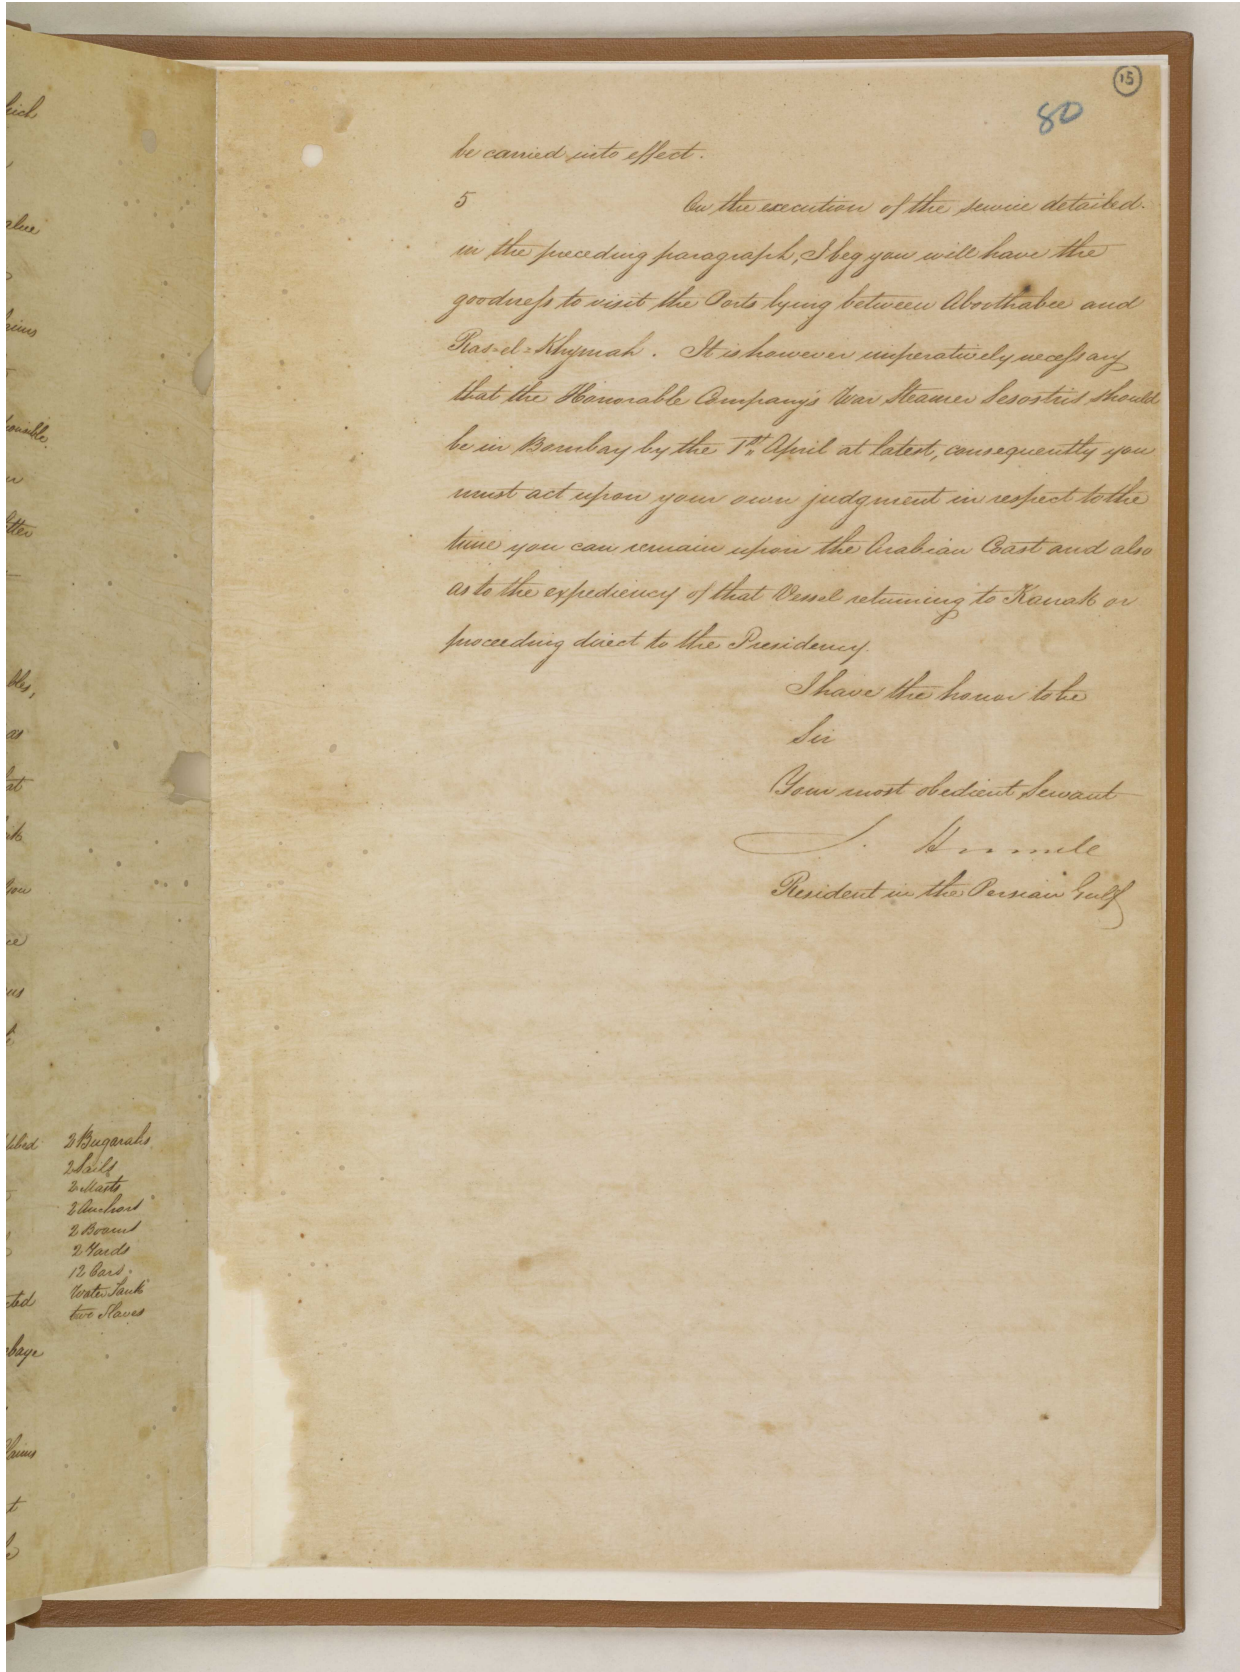 15
80
be carried into effect.
5 On the execution of the service detailed
in the preceding paragraph, I beg you will have the
goodness to visit the Ports lying between Aboothabee and
Ras-el-Khymah. It is however imperatively necessary
that the Honorable Company's War Steamer Sesostris should
be in Bombay by the 1st April at latest, consequently you
must act upon your own judgment in respect to the
time you can remain upon the Arabian Coast and also
as to the expediency of that Vessel returning to Karrak or
proceeding direct to the Presidency.
I have the honor to be
Sir
Your most obedient Servant
Resident in the Persian Gulf
2 Bugarahs
2 Sails
2 Masts
2 Anchors
2
2 Yards
12 Oars
Water Tank
two Slaves